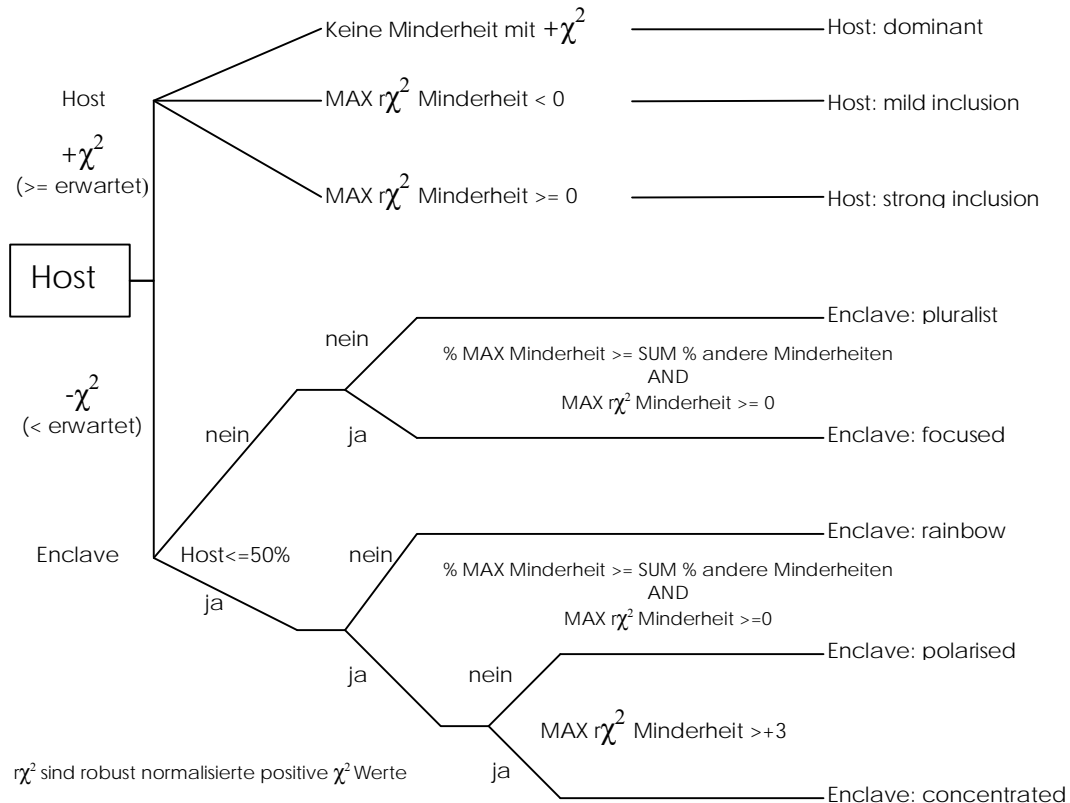 Keine Minderheit mit +χ²
Host: dominant
Host
MAX rχ² Minderheit < 0
Host: mild inclusion
+χ²
(>= erwartet)
MAX rχ² Minderheit >= 0
Host: strong inclusion
Host
Enclave: pluralist
nein
% MAX Minderheit >= SUM % andere Minderheiten
AND
MAX rχ² Minderheit >= 0
-χ²
(< erwartet)
nein
ja
Enclave: focused
Enclave: rainbow
Enclave
Host<=50%
nein
% MAX Minderheit >= SUM % andere Minderheiten
AND
MAX rχ² Minderheit >=0
ja
Enclave: polarised
ja
nein
MAX rχ² Minderheit >+3
rχ² sind robust normalisierte positive χ² Werte
ja
Enclave: concentrated